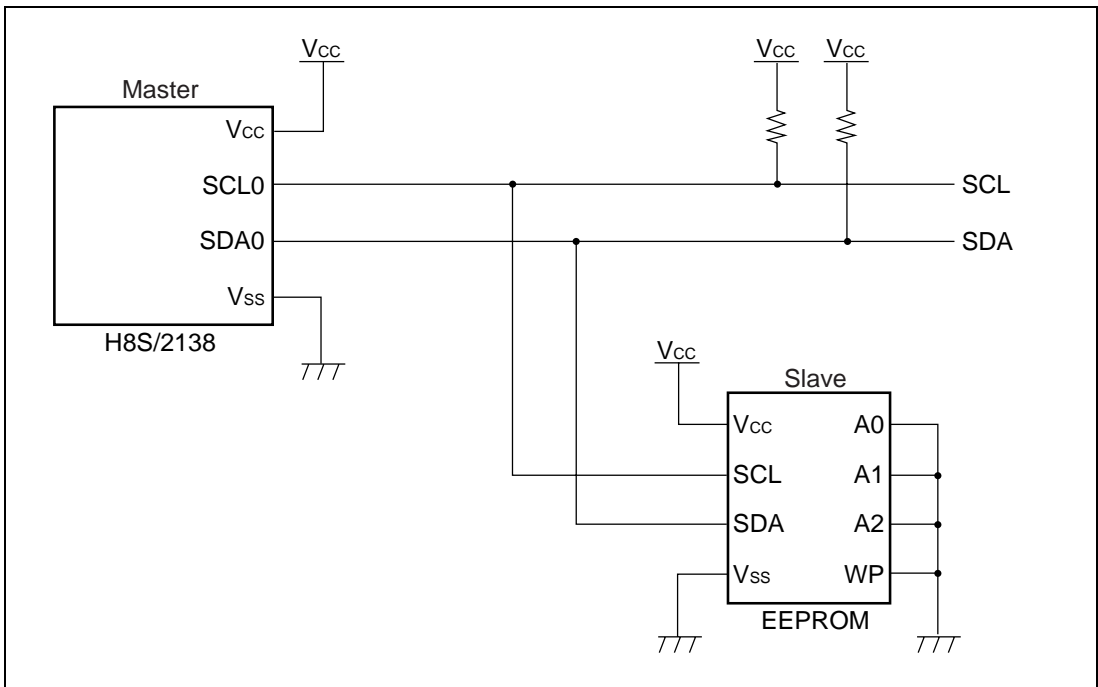 Vcc
Vcc
Vcc
Master
Vcc
SCL0
SCL
SDA0
SDA
Vss
H8S/2138
Vcc
Slave
Vcc
A0
SCL
A1
SDA
A2
Vss
WP
EEPROM